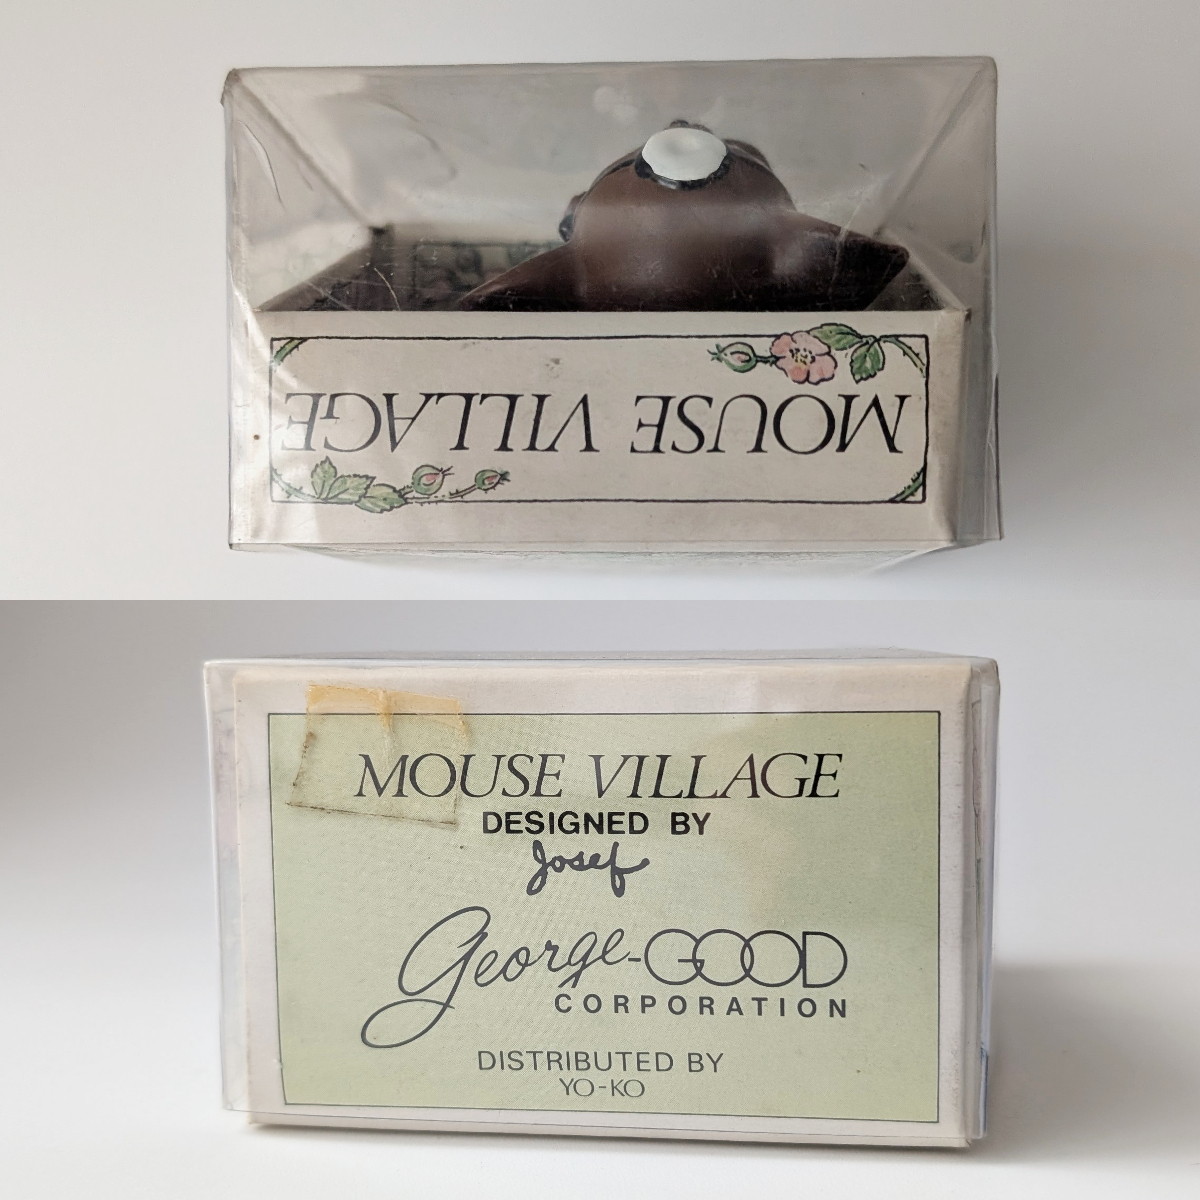 MOUSE VILLAGE
MOUSE VILLAGE
DESIGNED BY
Josef
George-GOOD
CORPORATION
DISTRIBUTED BY
YO-KO